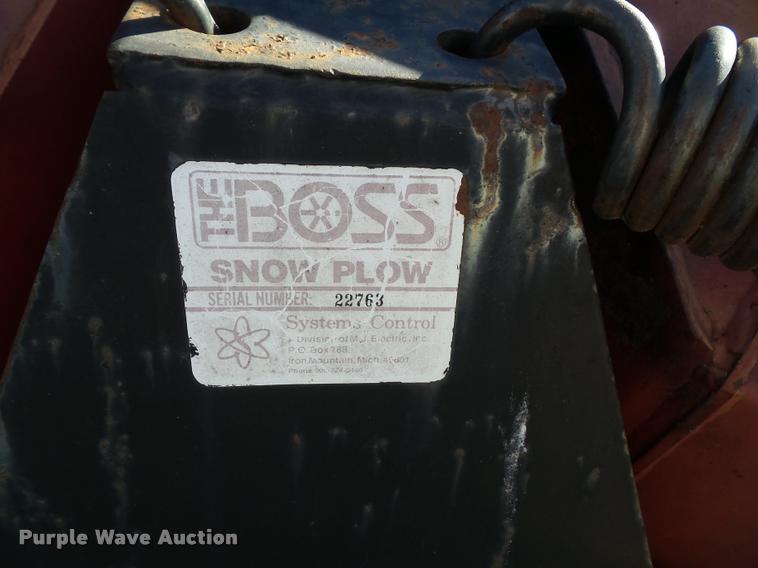 THE BOSS®
SNOW PLOW
SERIAL NUMBER: 22763
Systems Control
Division of M.J. Electric, Inc.
P.O. Box 788
Iron Mountain, Mich.
Phone
Purple Wave Auction